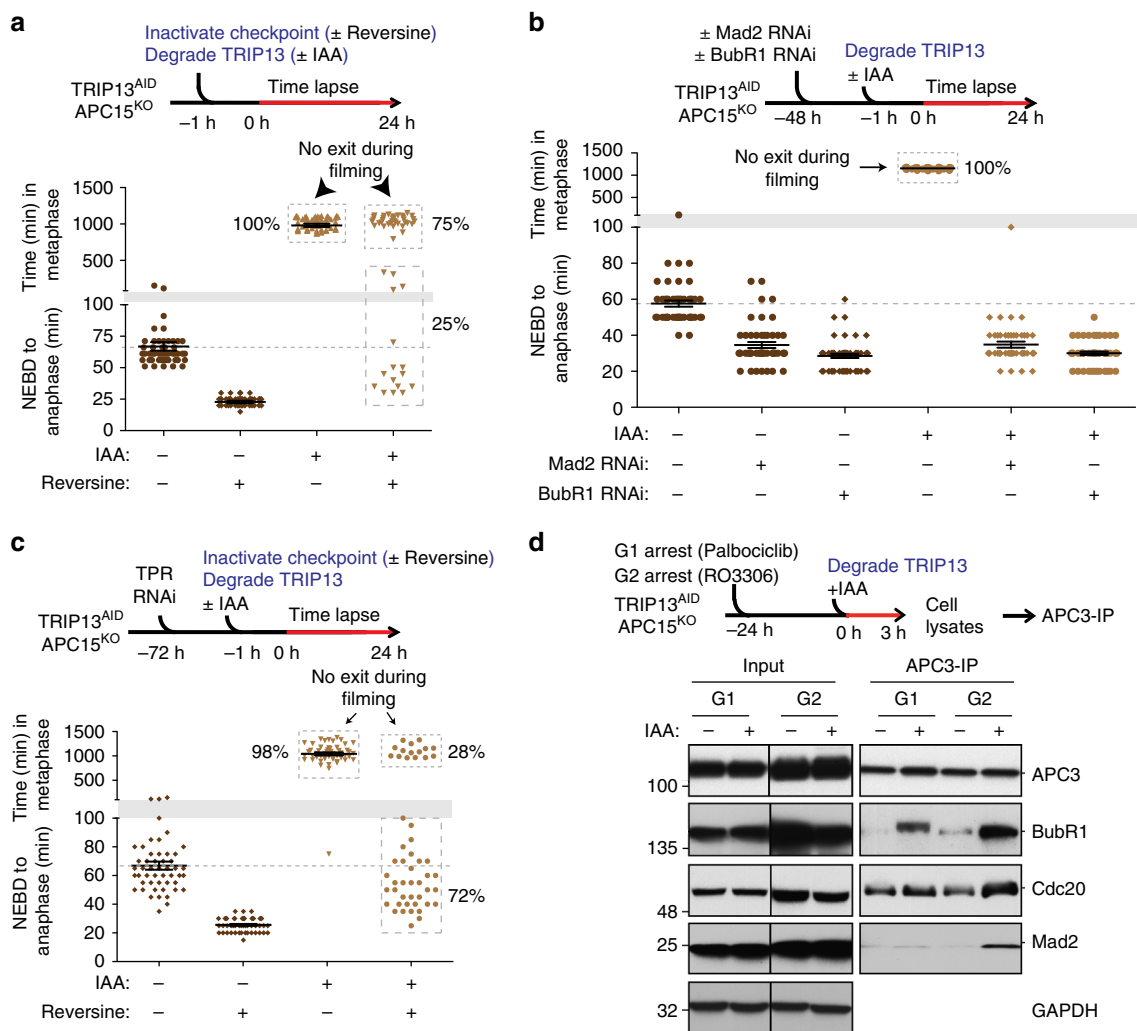 a
Inactivate checkpoint (± Reversine)
Degrade TRIP13 (± IAA)
TRIP13AID
APC15KO
Time lapse
–1 h
0 h
24 h
No exit during
filming
Time (min) in
metaphase
NEBD to
anaphase (min)
1500
1000
500
100
75
50
25
0
100%
75%
25%
IAA: – – + +
Reversine: – + – +
b
± Mad2 RNAi
± BubR1 RNAi
Degrade TRIP13
± IAA
TRIP13AID
APC15KO
Time lapse
–48 h
–1 h
0 h
24 h
No exit during
filming
100%
Time (min) in
metaphase
NEBD to
anaphase (min)
1500
1000
500
100
80
60
40
20
0
IAA: – – – + + +
Mad2 RNAi: – + – – + –
BubR1 RNAi: – – + – – +
c
Inactivate checkpoint (± Reversine)
Degrade TRIP13
TPR
RNAi
± IAA
TRIP13AID
APC15KO
Time lapse
–72 h
–1 h
0 h
24 h
No exit during
filming
Time (min) in
metaphase
NEBD to
anaphase (min)
1500
1000
500
100
80
60
40
20
0
98%
28%
72%
IAA: – – + +
Reversine: – + – +
d
G1 arrest (Palbociclib)
G2 arrest (RO3306)
Degrade TRIP13
+IAA
TRIP13AID
APC15KO
–24 h
0 h
3 h
Cell
lysates
APC3-IP
Input
APC3-IP
G1 G2 G1 G2
IAA: – + – + – + – +
100
APC3
BubR1
135
Cdc20
48
25
Mad2
32
GAPDH